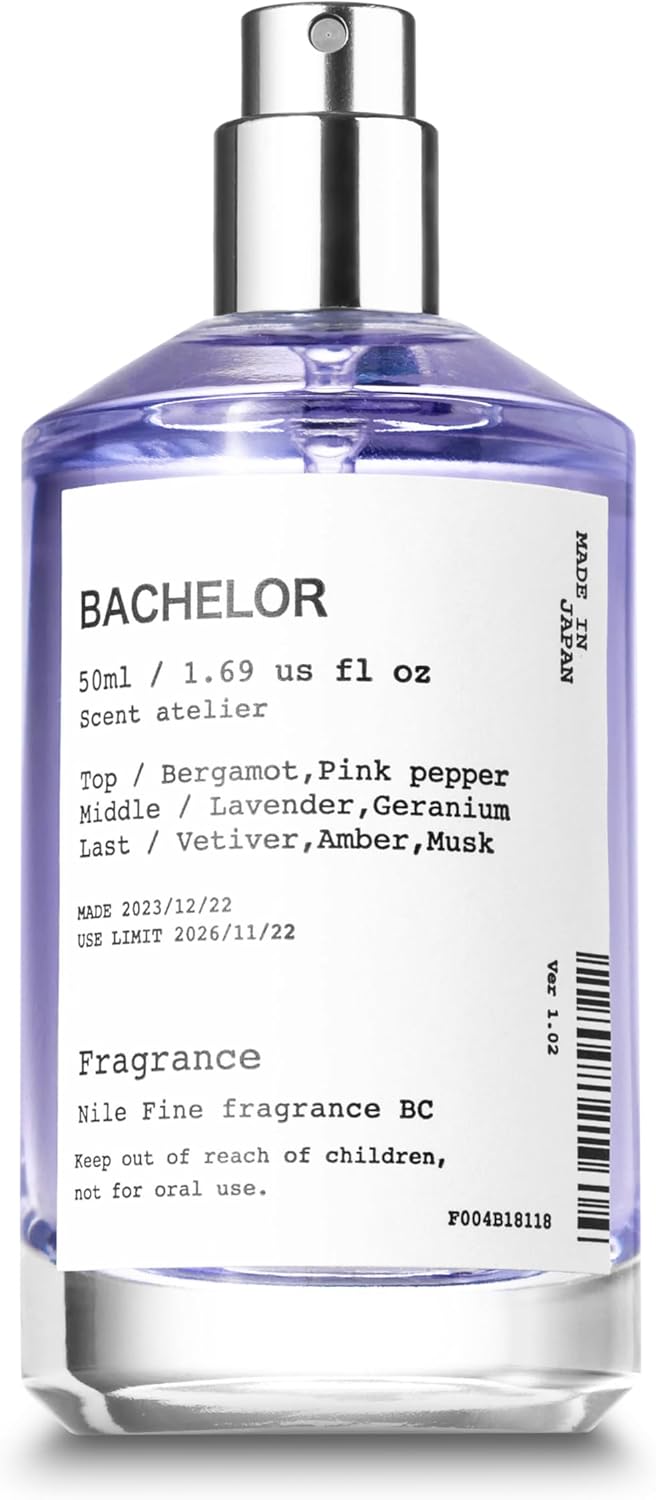 BACHELOR
50ml / 1.69 us fl oz
Scent atelier
Top / Bergamot,Pink pepper
Middle / Lavender,Geranium
Last / Vetiver,Amber,Musk
MADE 2023/12/22
USE LIMIT 2026/11/22
Fragrance
Nile Fine fragrance BC
Keep out of reach of children,
not for oral use.
F004B18118
MADE IN
JAPAN
Ver 1.02